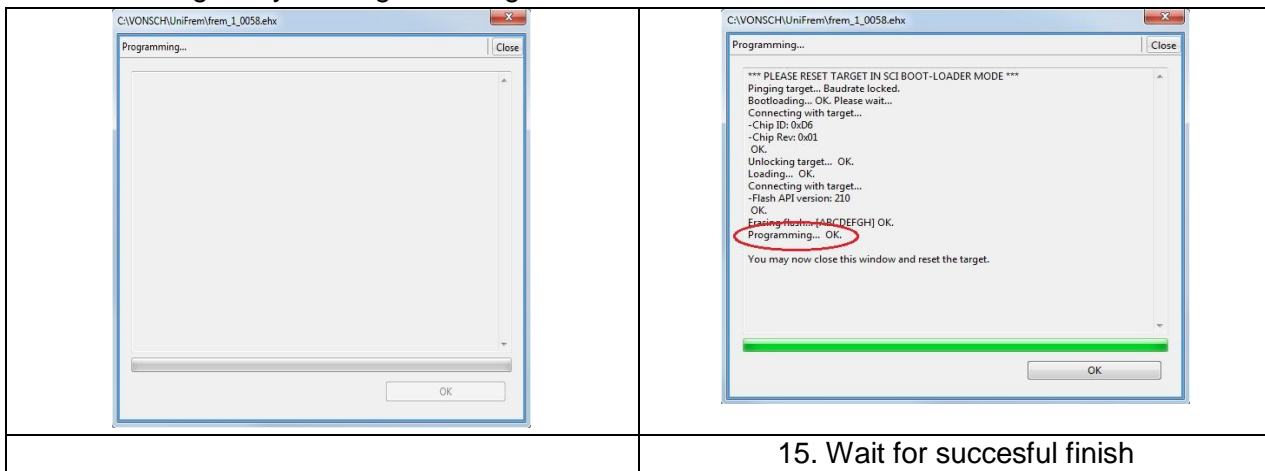 C:\VONSCH\UniFrem\frem_1_0058.ehx
Programming...
Close
OK
C:\VONSCH\UniFrem\frem_1_0058.ehx
Programming...
Close
*** PLEASE RESET TARGET IN SCI BOOT-LOADER MODE ***
Pinging target... Baudrate locked.
Bootloading... OK. Please wait...
Connecting with target...
-Chip ID: 0xD6
-Chip Rev: 0x01
OK.
Unlocking target... OK.
Loading... OK.
Connecting with target...
-Flash API version: 210
OK.
Erasing flash... [ABCDEFGH] OK.
Programming... OK.
You may now close this window and reset the target.
OK
15. Wait for succesful finish